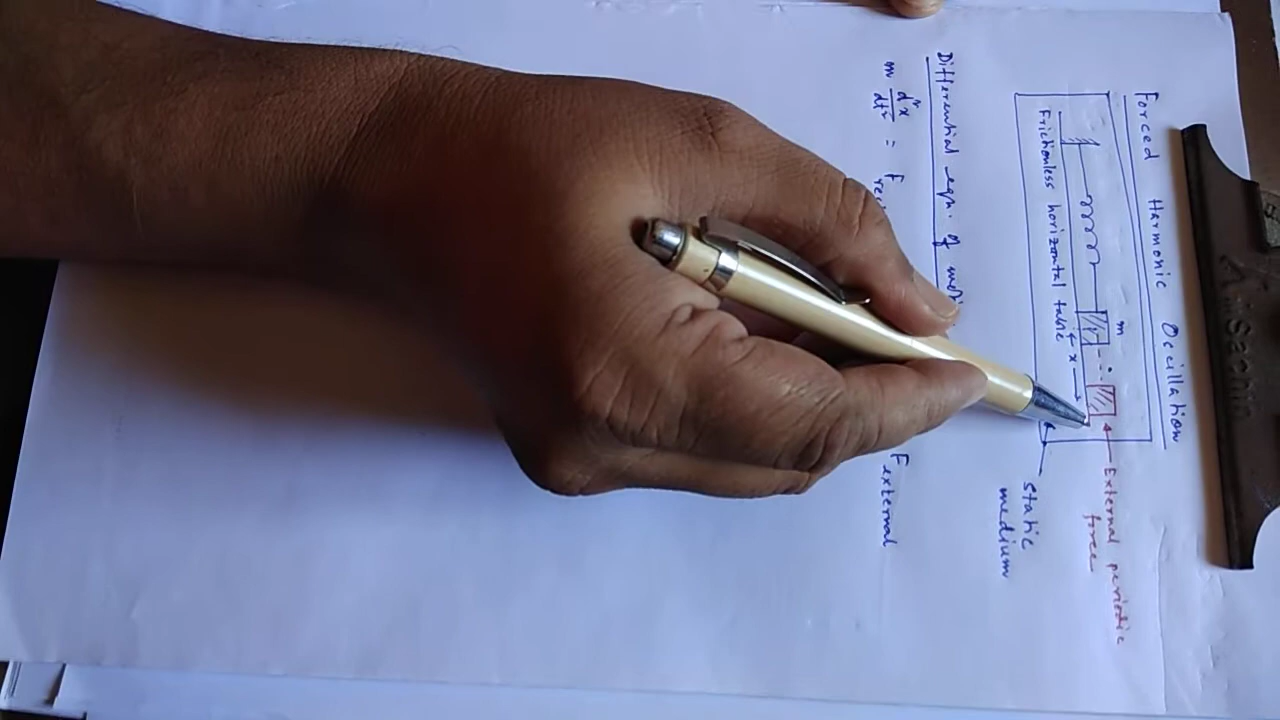 Forced Harmonic Oscillation
m
x
External periodic
force
Frictionless horizontal table
static
medium
Differential eqn. of
m d²x/dt² = F F external